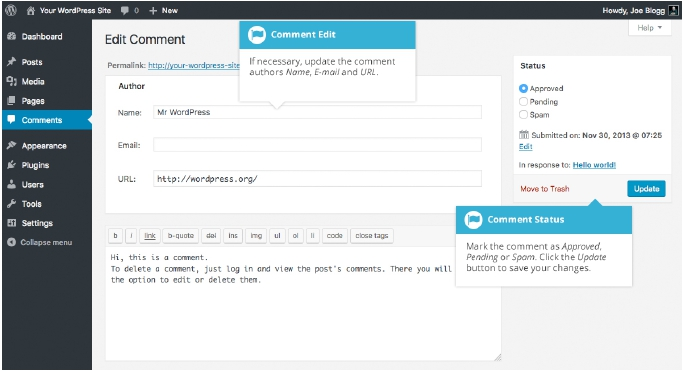 Your WordPress Site 0 + New Howdy, Joe Blogg
Help
Dashboard
Posts
Media
Pages
Comments
Appearance
Plugins
Users
Tools
Settings
Collapse menu
Edit Comment
Permalink: http://your-wordpress-site
Comment Edit
If necessary, update the comment
authors Name, E-mail and URL.
Author
Name: Mr WordPress
Email:
URL: http://wordpress.org/
b i link b-quote del ins img ul ol li code close tags
Hi, this is a comment.
To delete a comment, just log in and view the post's comments. There you will
the option to edit or delete them.
Status
Approved
Pending
Spam
Submitted on: Nov 30, 2013 @ 07:25
Edit
In response to: Hello world!
Move to Trash Update
Comment Status
Mark the comment as Approved,
Pending or Spam. Click the Update
button to save your changes.